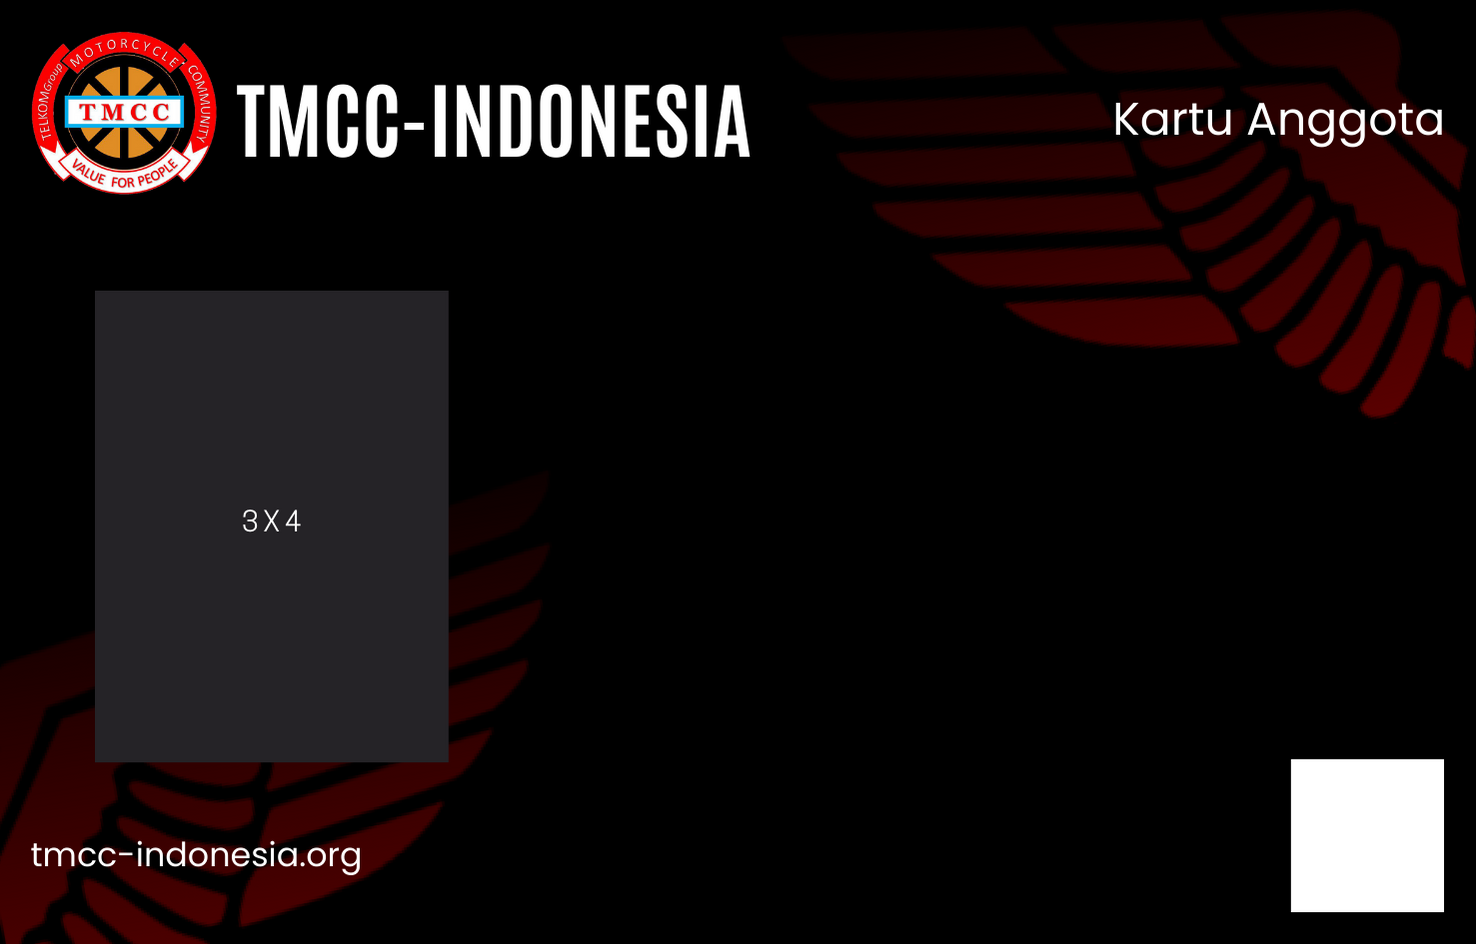 TELKOMGroup MOTORCYCLE COMMUNITY
TMCC
VALUE FOR PEOPLE
TMCC-INDONESIA
Kartu Anggota
3X4
tmcc-indonesia.org